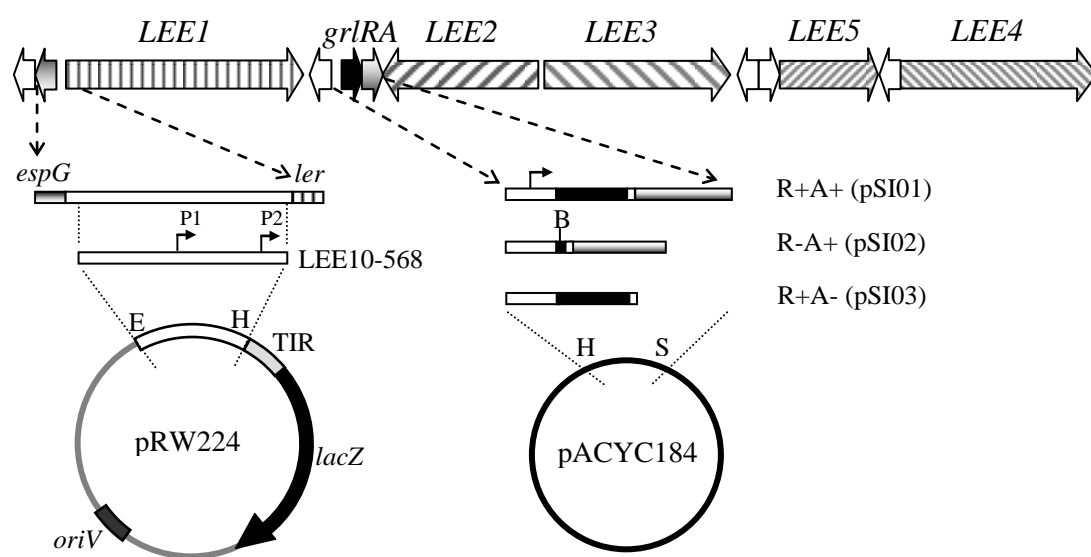 LEE1 grlRA LEE2 LEE3 LEE5 LEE4
espG ler
P1 P2
LEE10-568
E H
TIR
pRW224
lacZ
oriV
R+A+ (pSI01)
B
R-A+ (pSI02)
R+A- (pSI03)
H S
pACYC184